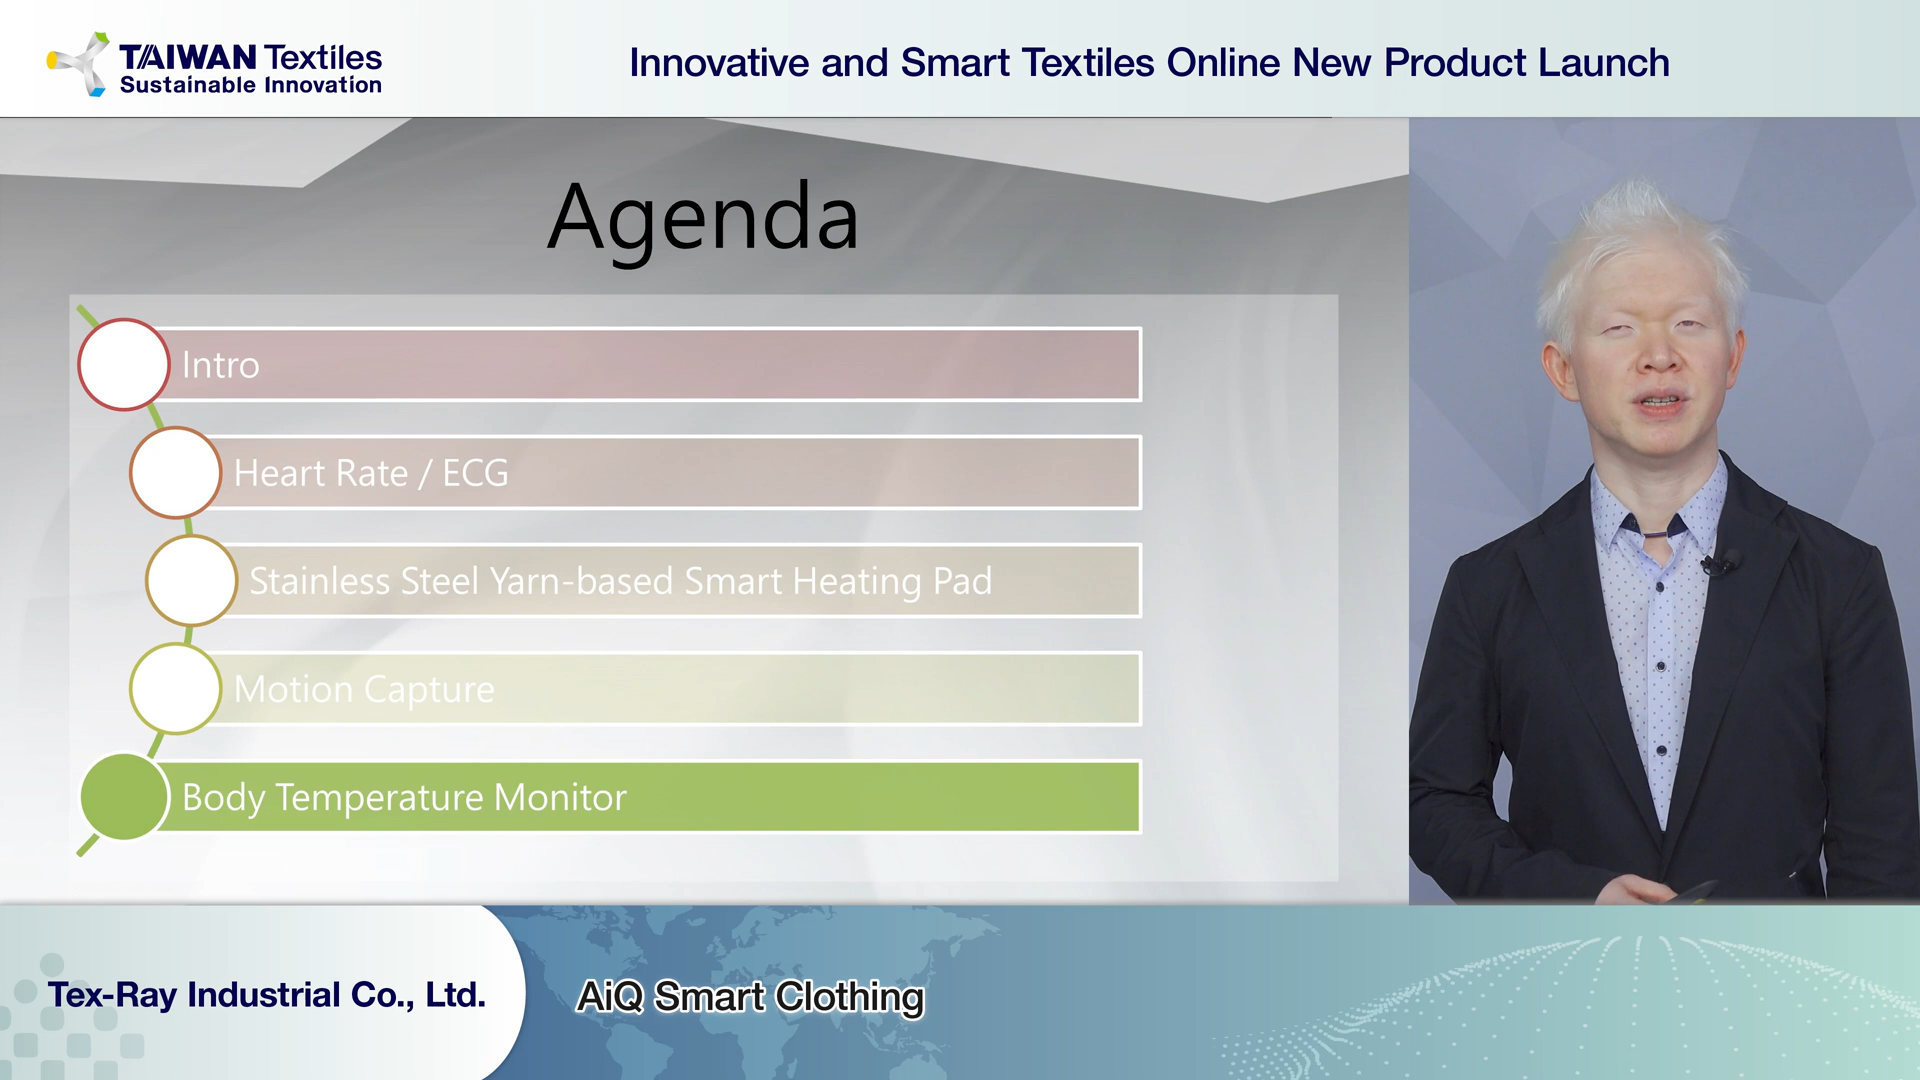 TAIWAN Textiles
Sustainable Innovation
Innovative and Smart Textiles Online New Product Launch
Agenda
Intro
Heart Rate / ECG
Stainless Steel Yarn-based Smart Heating Pad
Motion Capture
Body Temperature Monitor
Tex-Ray Industrial Co., Ltd.
AiQ Smart Clothing